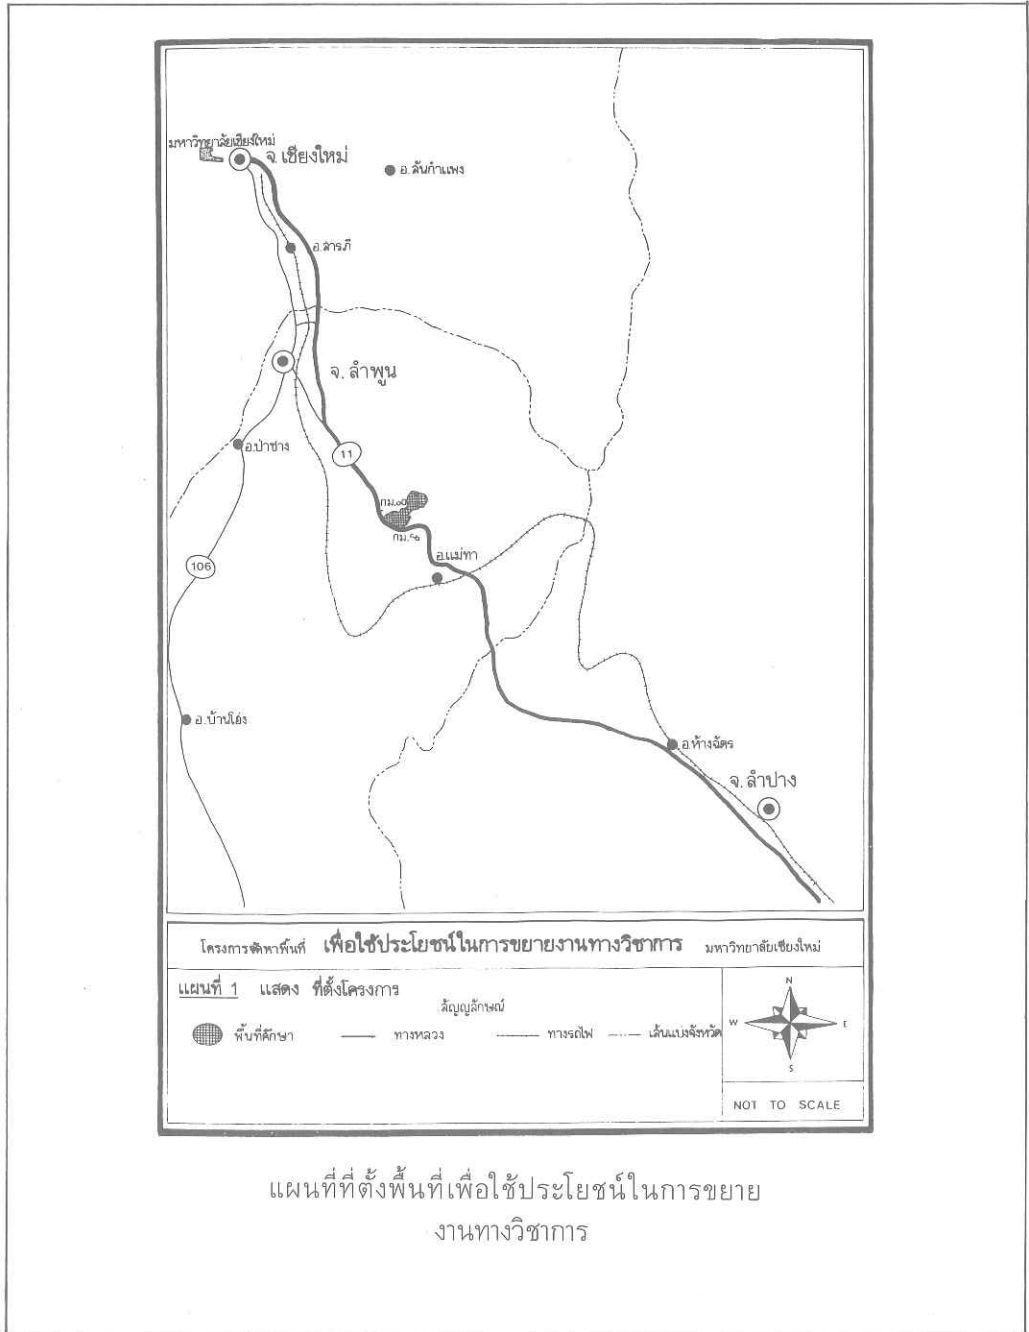 มหาวิทยาลัยเชียงใหม่
จ.เชียงใหม่
อ.สันกำแพง
อ.สารภี
จ. ลำพูน
อ.ป่าซาง
11
กม.๑๐
กม.
อ.แม่ทา
106
อ.บ้านโฮ่ง
อ.ห้างฉัตร
จ. ลำปาง
โครงการจัดหาพื้นที่ เพื่อใช้ประโยชน์ในการขยายงานทางวิชาการ มหาวิทยาลัยเชียงใหม่
แผนที่ 1 แสดง ที่ตั้งโครงการ
สัญญลักษณ์
พื้นที่ศึกษา ทางหลวง ทางรถไฟ เส้นแบ่งจังหวัด
N
W E
S
NOT TO SCALE
แผนที่ที่ตั้งพื้นที่เพื่อใช้ประโยชน์ในการขยาย
งานทางวิชาการ